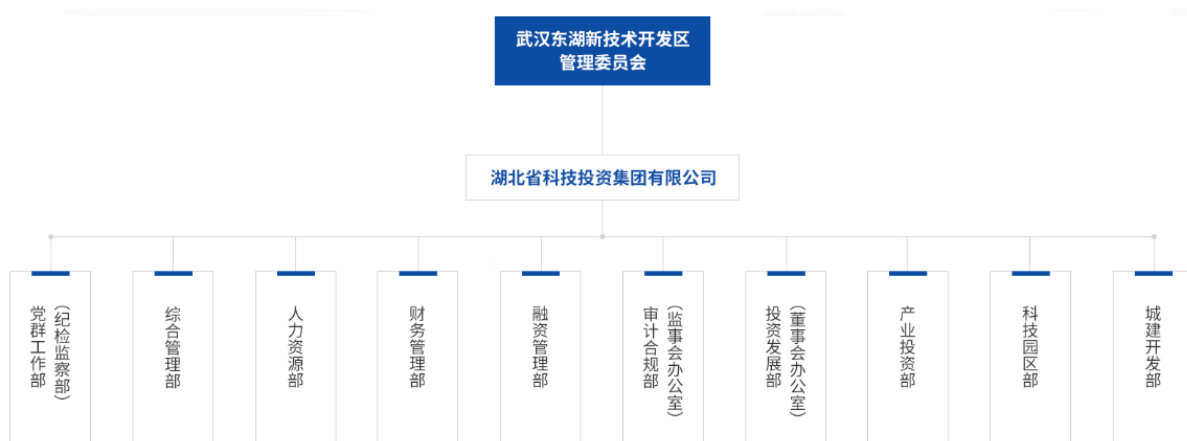 武汉东湖新技术开发区
管理委员会
湖北省科技投资集团有限公司
党群工作部
（纪检监察部）
综合管理部
人力资源部
财务管理部
融资管理部
审计合规部
（监事会办公室）
投资发展部
（董事会办公室）
产业投资部
科技园区部
城建开发部